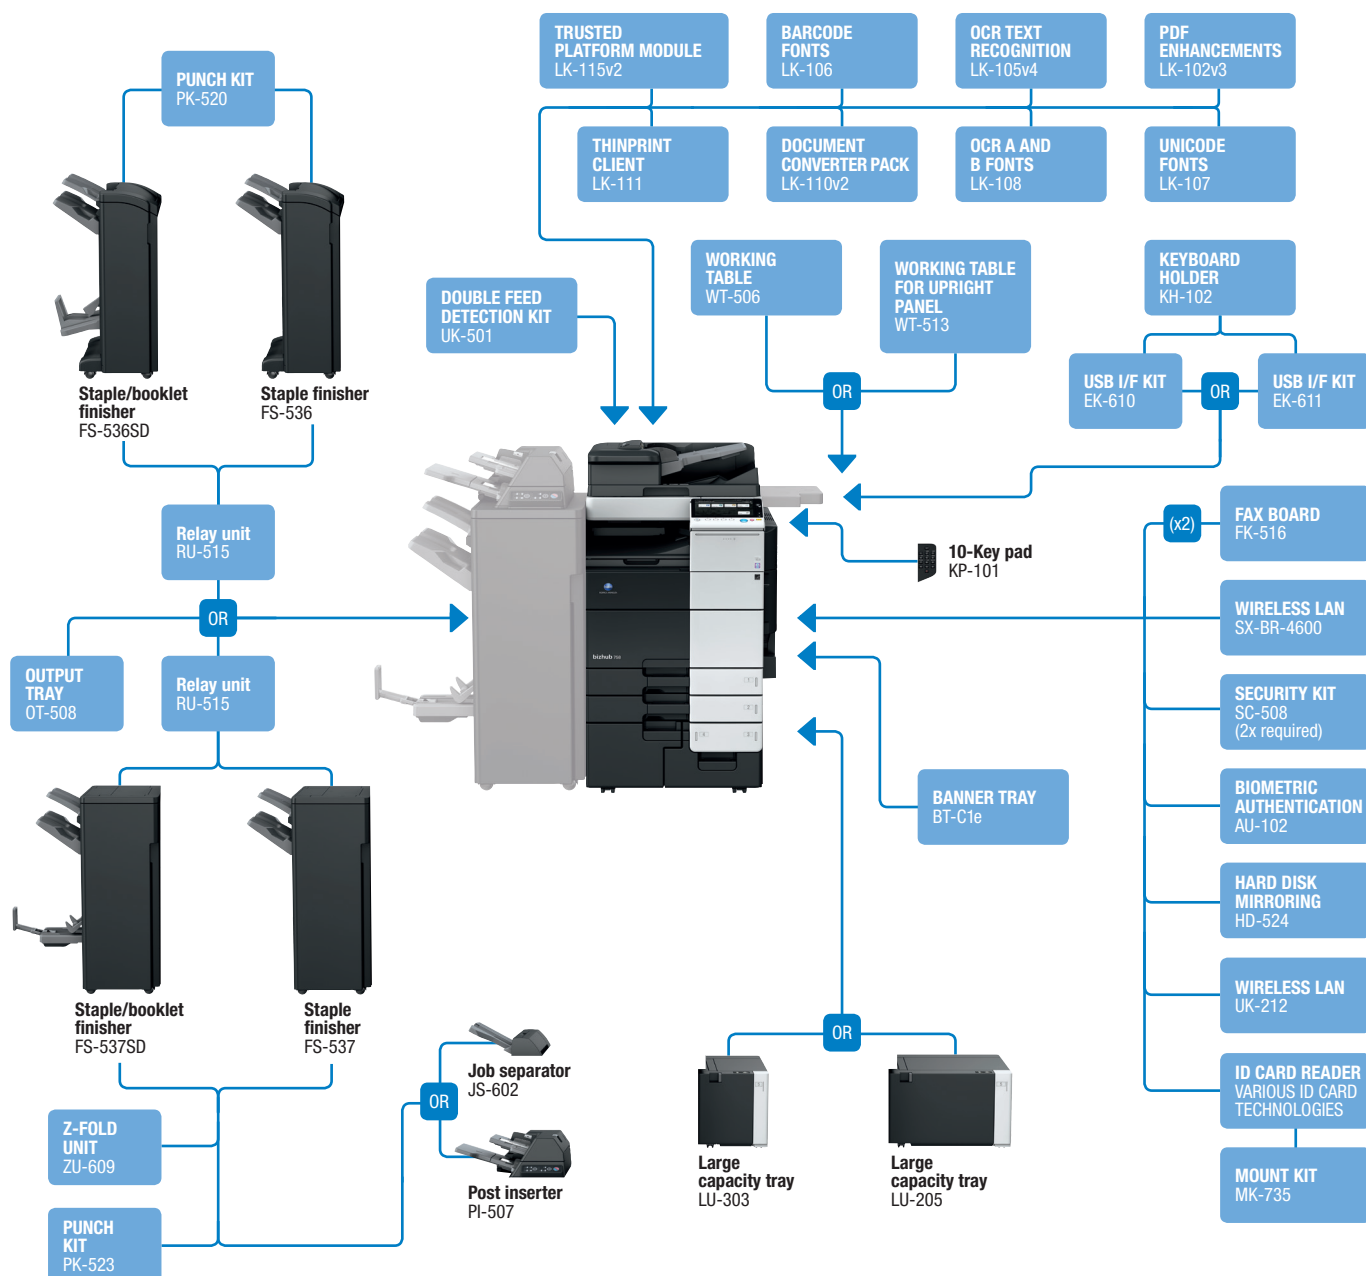 TRUSTED
PLATFORM MODULE
LK-115v2
BARCODE
FONTS
LK-106
OCR TEXT
RECOGNITION
LK-105v4
PDF
ENHANCEMENTS
LK-102v3
PUNCH KIT
PK-520
THINPRINT
CLIENT
LK-111
DOCUMENT
CONVERTER PACK
LK-110v2
OCR A AND
B FONTS
LK-108
UNICODE
FONTS
LK-107
WORKING
TABLE
WT-506
WORKING TABLE
FOR UPRIGHT
PANEL
WT-513
KEYBOARD
HOLDER
KH-102
DOUBLE FEED
DETECTION KIT
UK-501
Staple/booklet
finisher
FS-536SD
Staple finisher
FS-536
OR
USB I/F KIT
EK-610
OR
USB I/F KIT
EK-611
Relay unit
RU-515
(x2)
FAX BOARD
FK-516
10-Key pad
KP-101
OR
WIRELESS LAN
SX-BR-4600
bizhub
OUTPUT
TRAY
OT-508
Relay unit
RU-515
SECURITY KIT
SC-508
(2x required)
BANNER TRAY
BT-C1e
BIOMETRIC
AUTHENTICATION
AU-102
HARD DISK
MIRRORING
HD-524
Staple/booklet
finisher
FS-537SD
Staple
finisher
FS-537
WIRELESS LAN
UK-212
OR
Job separator
JS-602
OR
ID CARD READER
VARIOUS ID CARD
TECHNOLOGIES
Z-FOLD
UNIT
ZU-609
Post inserter
PI-507
Large
capacity tray
LU-303
Large
capacity tray
LU-205
MOUNT KIT
MK-735
PUNCH
KIT
PK-523